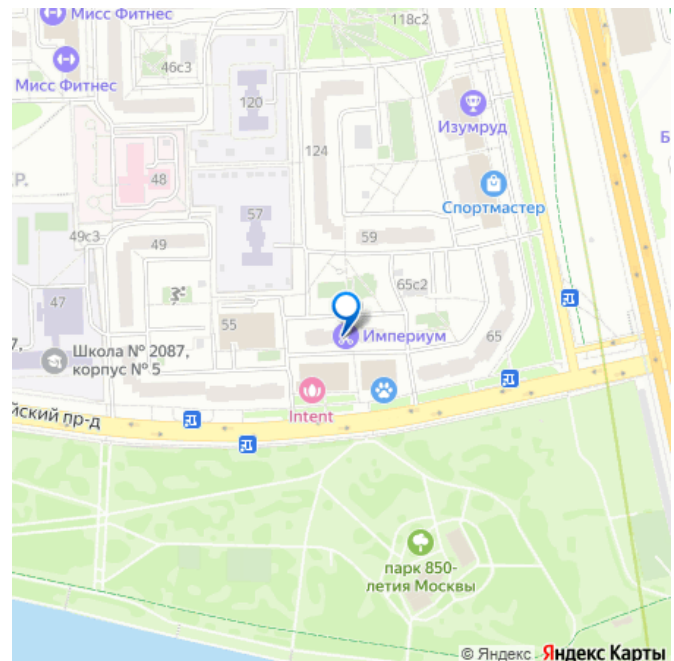 118с2
Мисс Фитнес
46с3
Мисс Фитнес
120
Изумруд
Б
124
48
Р.
Спортмастер
57
49с3
49
59
65с2
47
55
Империум
65
7,
Школа № 2087,
корпус № 5
Intent
йский пр-д
парк 850-
летия Москвы
© Яндекс Яндекс Карты